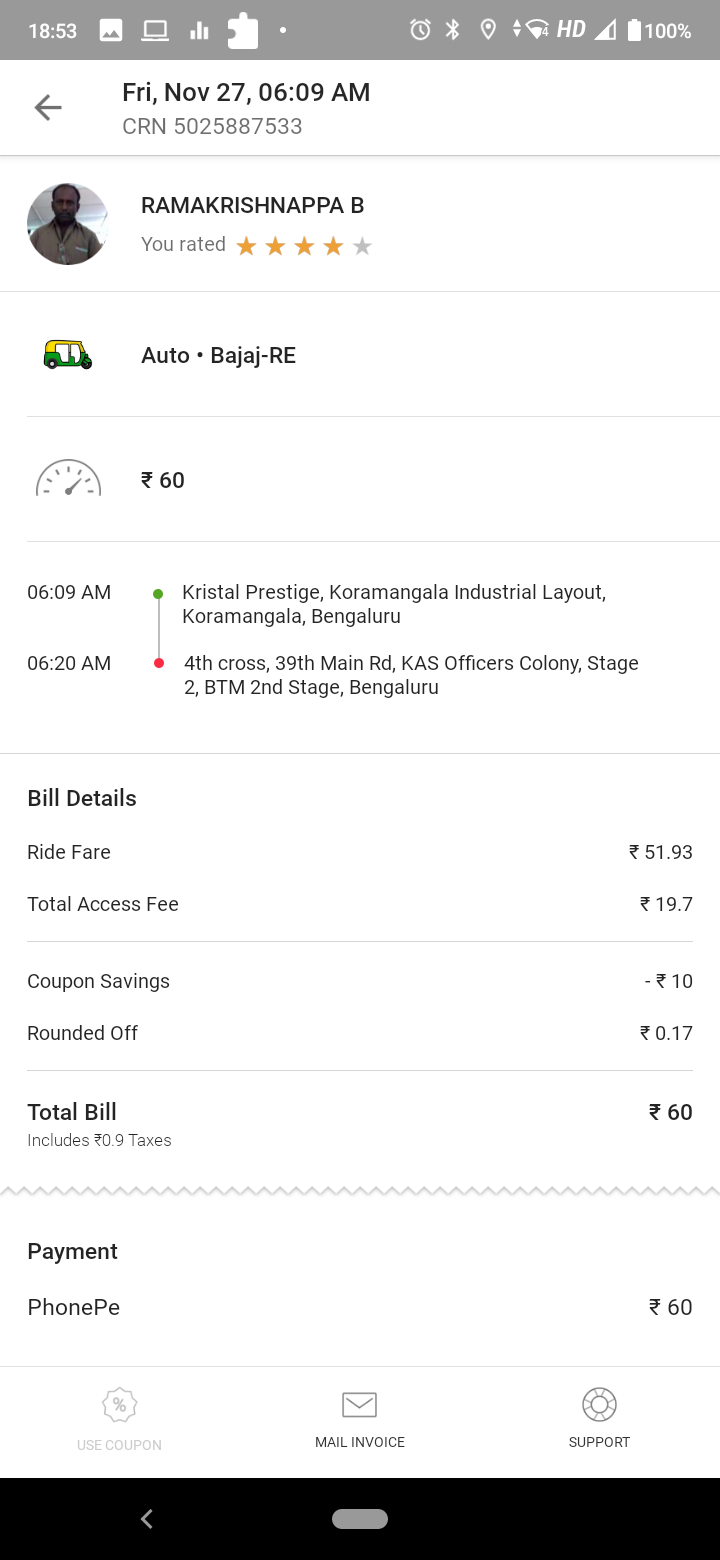 18:53 4 HD 100%
Fri, Nov 27, 06:09 AM
CRN 5025887533
RAMAKRISHNAPPA B
You rated
Auto • Bajaj-RE
₹ 60
06:09 AM Kristal Prestige, Koramangala Industrial Layout,
Koramangala, Bengaluru
06:20 AM 4th cross, 39th Main Rd, KAS Officers Colony, Stage
2, BTM 2nd Stage, Bengaluru
Bill Details
Ride Fare ₹ 51.93
Total Access Fee ₹ 19.7
Coupon Savings - ₹ 10
Rounded Off ₹ 0.17
Total Bill ₹ 60
Includes ₹0.9 Taxes
Payment
PhonePe ₹ 60
%
USE COUPON MAIL INVOICE SUPPORT